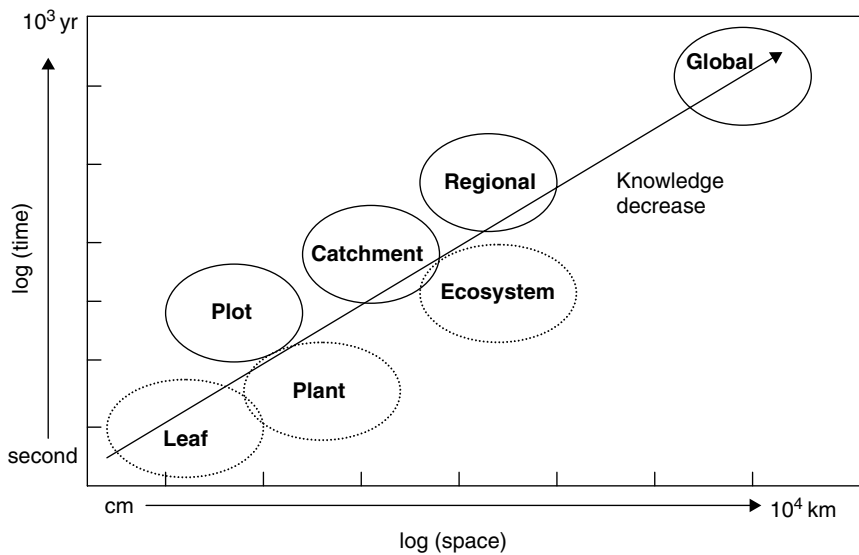 10³ yr
Global
Regional
Knowledge
decrease
Catchment
Ecosystem
Plot
Plant
Leaf
log (time)
second
cm
10⁴ km
log (space)